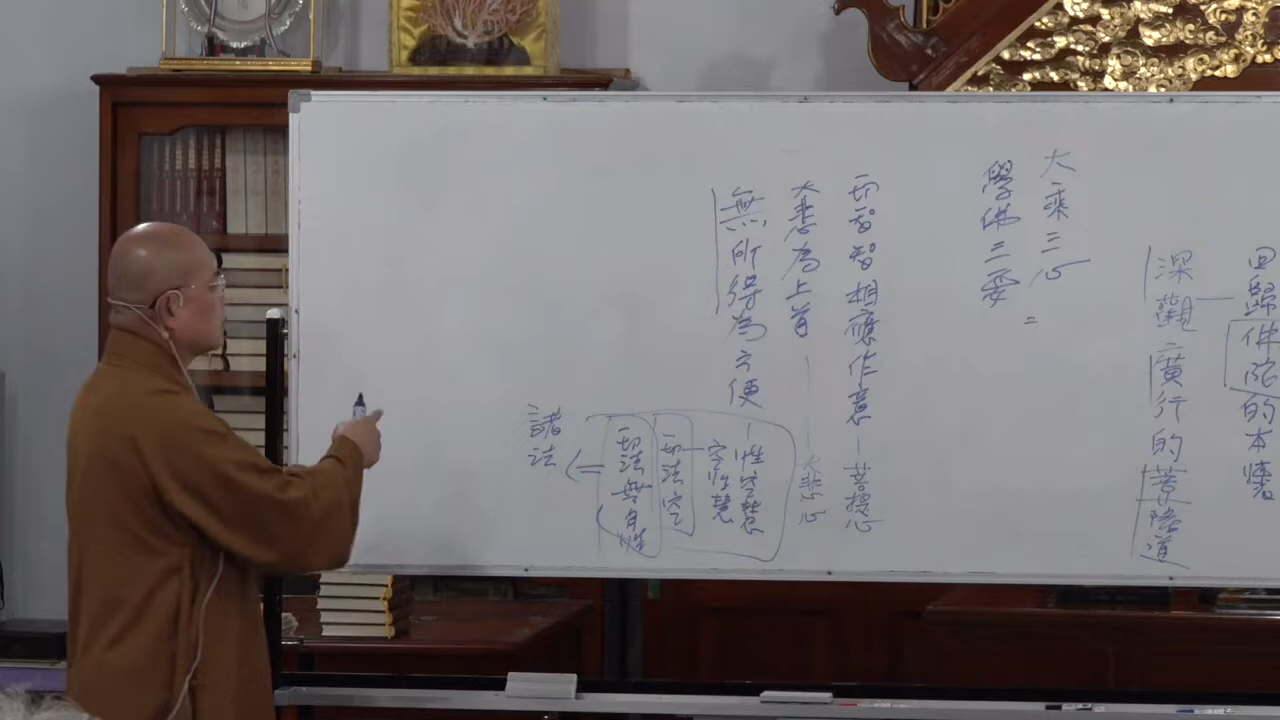 回歸佛陀的本懷
深觀廣行的菩薩道
大乘三心
學佛三要
=
一切智智相應作意—菩提心
大悲為上首—大悲心
無所得為方便
—性空慧
空性慧
一切法空
一切法無自性
諸法